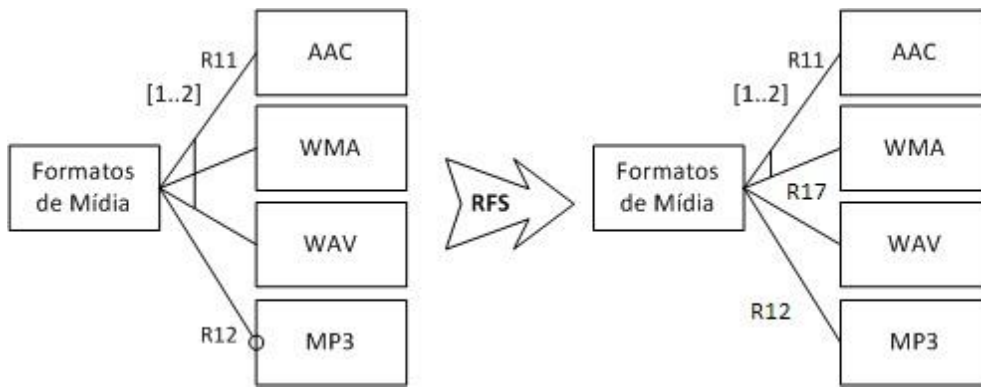 R11
[1..2]
AAC
WMA
Formatos
de Mídia
WAV
R12
MP3
RFS
R11
[1..2]
AAC
WMA
Formatos
de Mídia
R17
WAV
R12
MP3